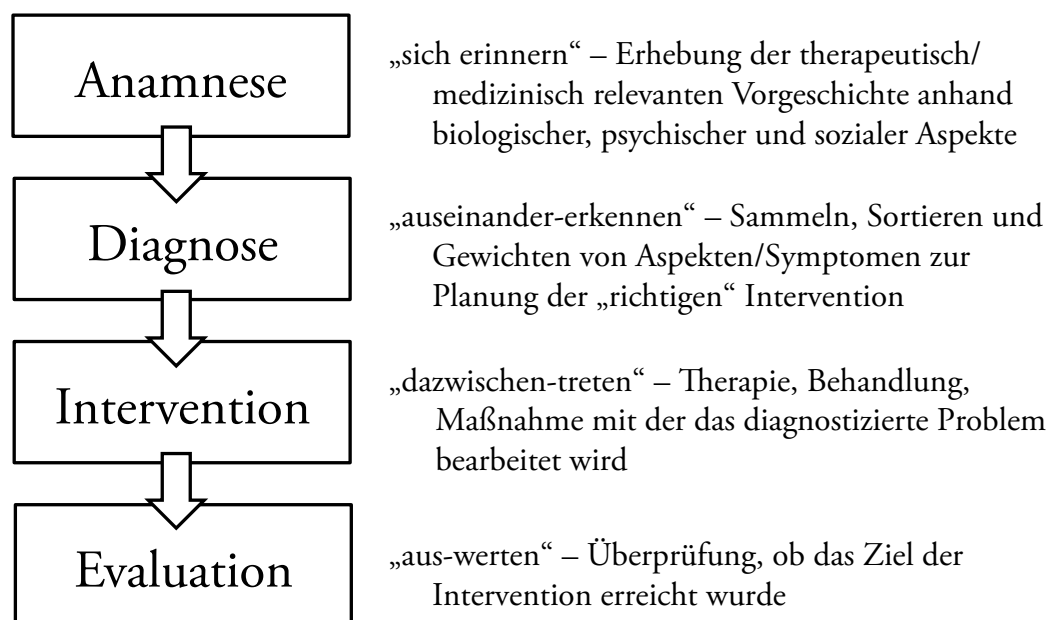 Anamnese
„sich erinnern“ – Erhebung der therapeutisch/
medizinisch relevanten Vorgeschichte anhand
biologischer, psychischer und sozialer Aspekte
Diagnose
„auseinander-erkennen“ – Sammeln, Sortieren und
Gewichten von Aspekten/Symptomen zur
Planung der „richtigen“ Intervention
Intervention
„dazwischen-treten“ – Therapie, Behandlung,
Maßnahme mit der das diagnostizierte Problem
bearbeitet wird
Evaluation
„aus-werten“ – Überprüfung, ob das Ziel der
Intervention erreicht wurde